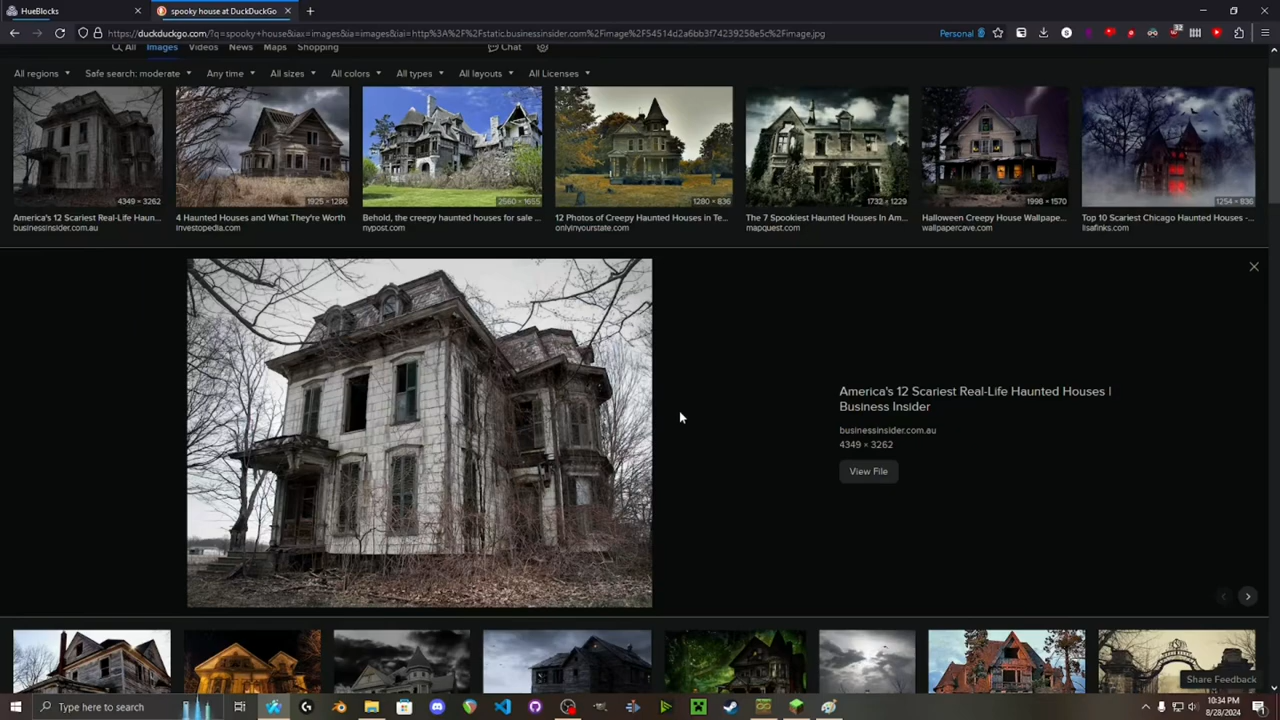 HueBlocks
spooky house at DuckDuckGo
https://duckduckgo.com/?q=spooky+house&iax=images&ia=images&iai=http%3A%2F%2Fstatic.businessinsider.com%2Fimage%2F54514d2a6bb3f74239258e5c%2Fimage.jpg
Personal
32
All Images Videos News Maps Shopping Chat
All regions Safe search: moderate Any time All sizes All colors All types All layouts All Licenses
4349 × 3262 1925 × 1286 2560 × 1655 1280 × 836 1732 × 1229 1998 × 1570 1254 × 836
America's 12 Scariest Real-Life Haun... 4 Haunted Houses and What They're Worth Behold, the creepy haunted houses for sale ... 12 Photos of Creepy Haunted Houses in Te... The 7 Spookiest Haunted Houses In Am... Halloween Creepy House Wallpape... Top 10 Scariest Chicago Haunted Houses -...
businessinsider.com.au investopedia.com nypost.com onlyinyourstate.com mapquest.com wallpapercave.com lisafinks.com
America's 12 Scariest Real-Life Haunted Houses |
Business Insider
businessinsider.com.au
4349 × 3262
View File
Share Feedback
Type here to search
10:34 PM
8/28/2024